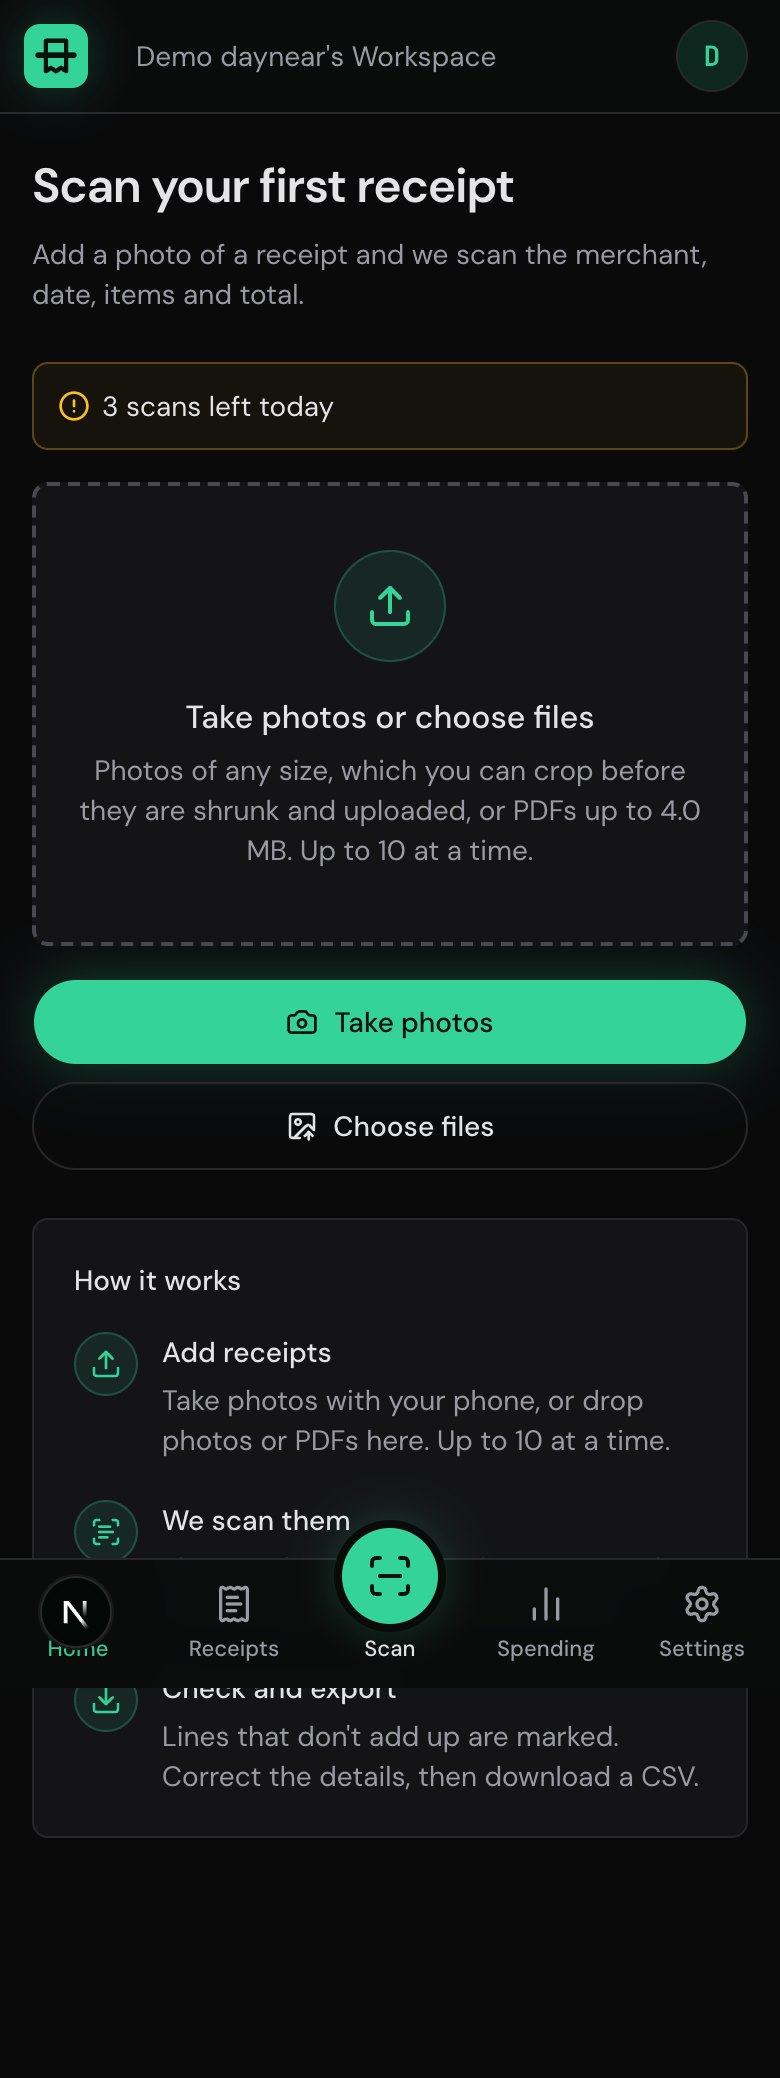 Demo daynear's Workspace
D
Scan your first receipt
Add a photo of a receipt and we scan the merchant,
date, items and total.
3 scans left today
Take photos or choose files
Photos of any size, which you can crop before
they are shrunk and uploaded, or PDFs up to 4.0
MB. Up to 10 at a time.
Take photos
Choose files
How it works
Add receipts
Take photos with your phone, or drop
photos or PDFs here. Up to 10 at a time.
We scan them
N
Home
Receipts
Scan
Spending
Settings
Check and export
Lines that don't add up are marked.
Correct the details, then download a CSV.